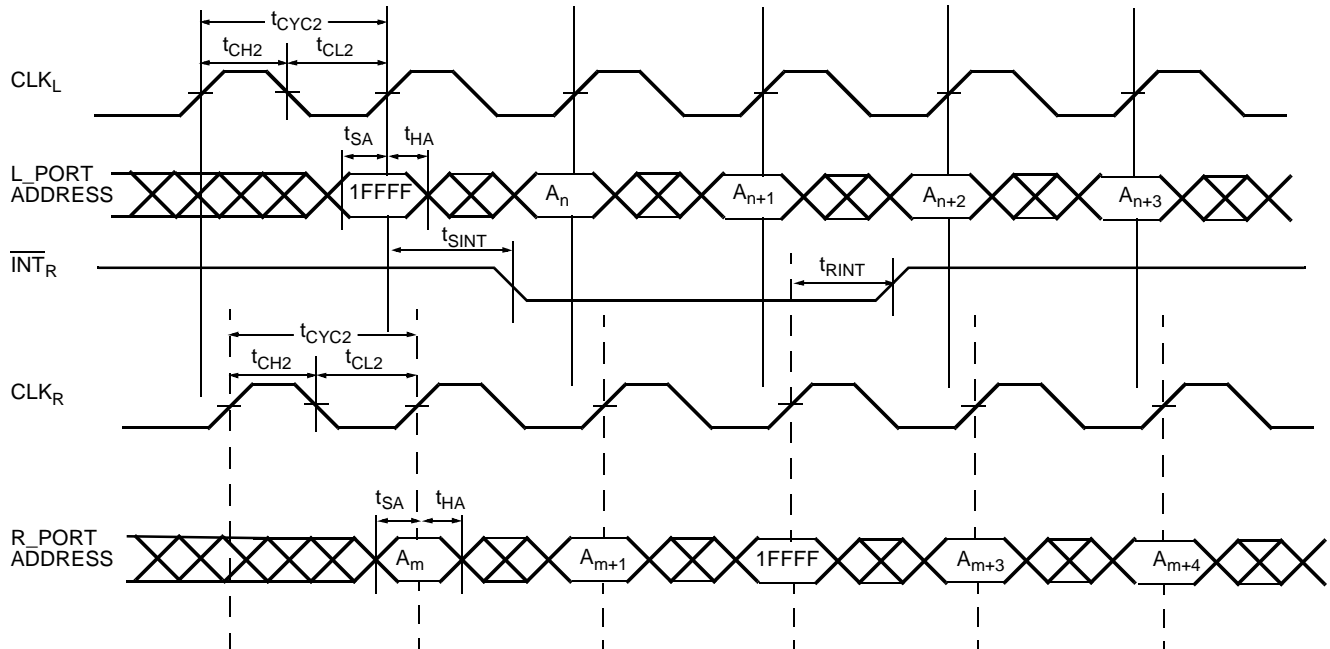 tCYC2
tCH2 tCL2
CLKL
tSA tHA
L_PORT
ADDRESS
1FFFF An An+1 An+2 An+3
tSINT
INTR
tRINT
tCYC2
tCH2 tCL2
CLKR
tSA tHA
R_PORT
ADDRESS
Am Am+1 1FFFF Am+3 Am+4